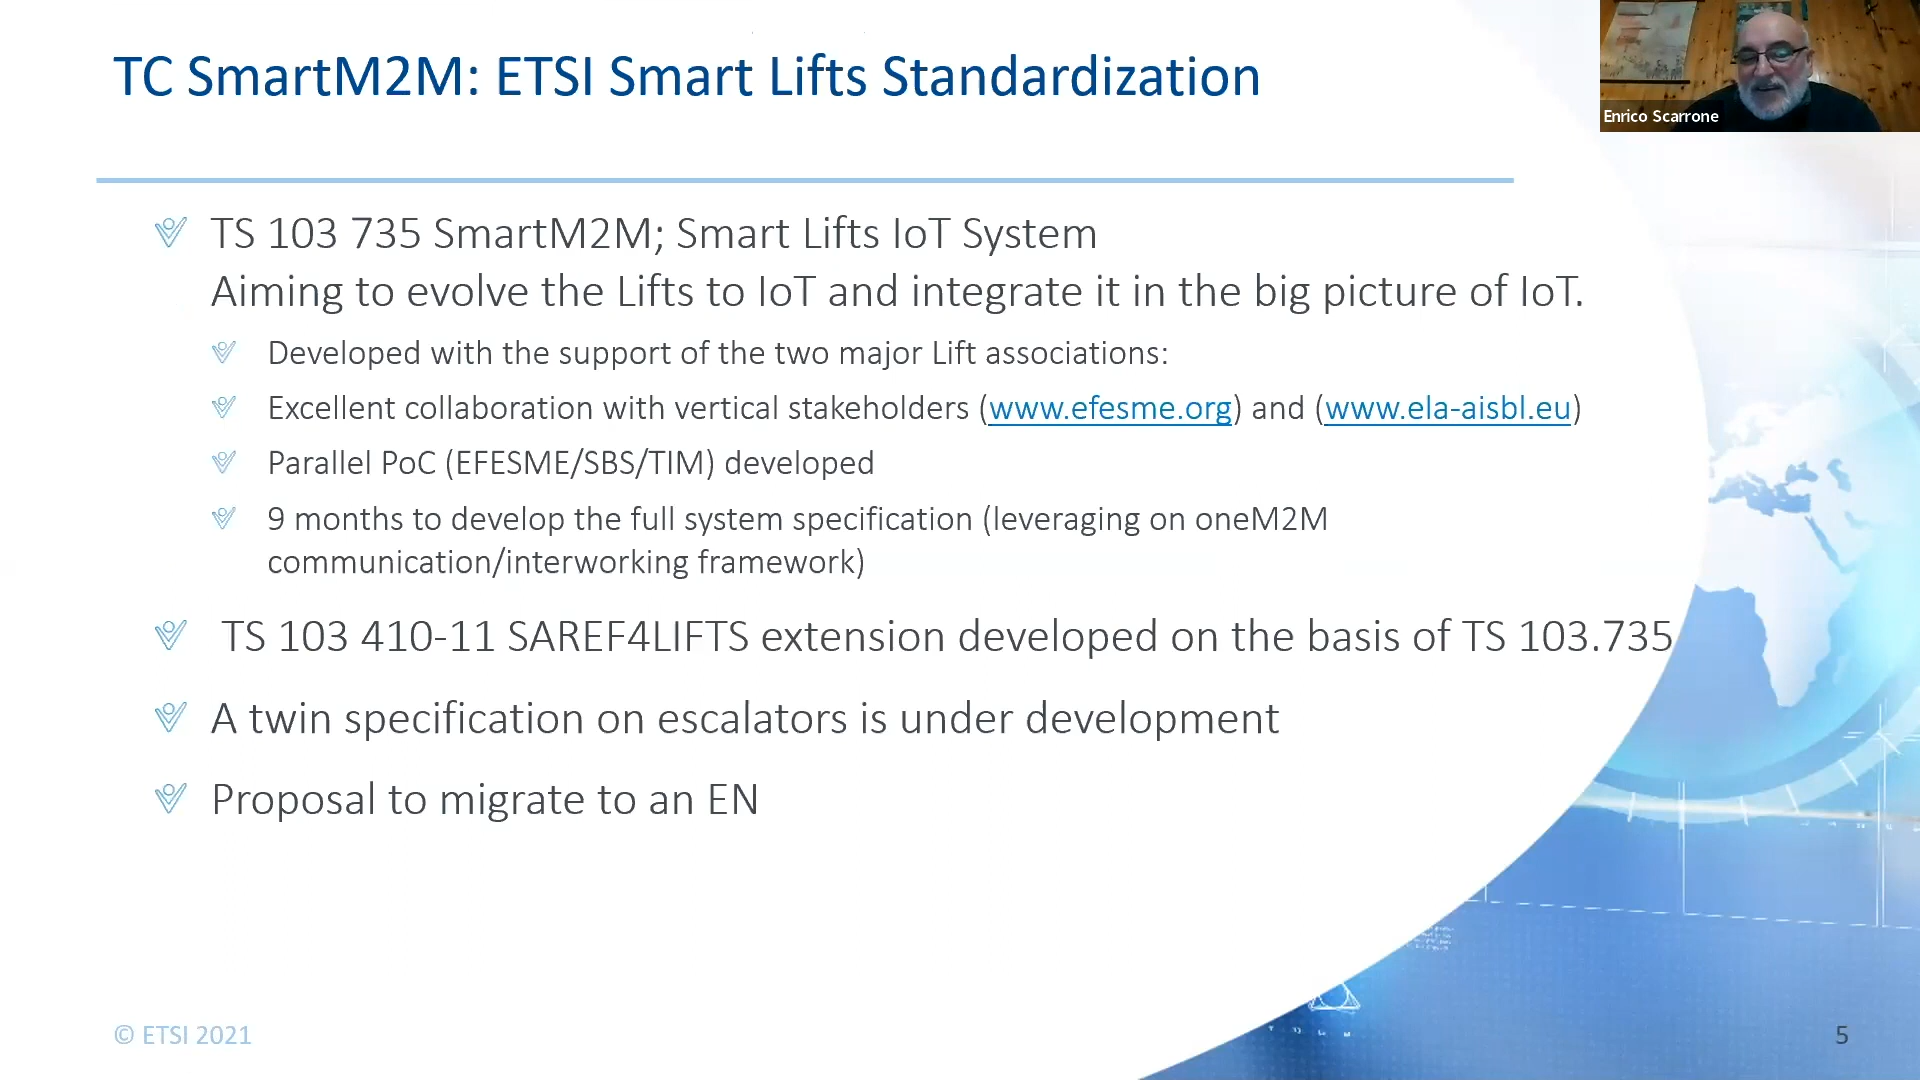 TC SmartM2M: ETSI Smart Lifts Standardization
Enrico Scarrone
TS 103 735 SmartM2M; Smart Lifts IoT System
Aiming to evolve the Lifts to IoT and integrate it in the big picture of IoT.
Developed with the support of the two major Lift associations:
Excellent collaboration with vertical stakeholders (www.efesme.org) and (www.ela-aisbl.eu)
Parallel PoC (EFESME/SBS/TIM) developed
9 months to develop the full system specification (leveraging on oneM2M
communication/interworking framework)
TS 103 410-11 SAREF4LIFTS extension developed on the basis of TS 103.735
A twin specification on escalators is under development
Proposal to migrate to an EN
© ETSI 2021
5